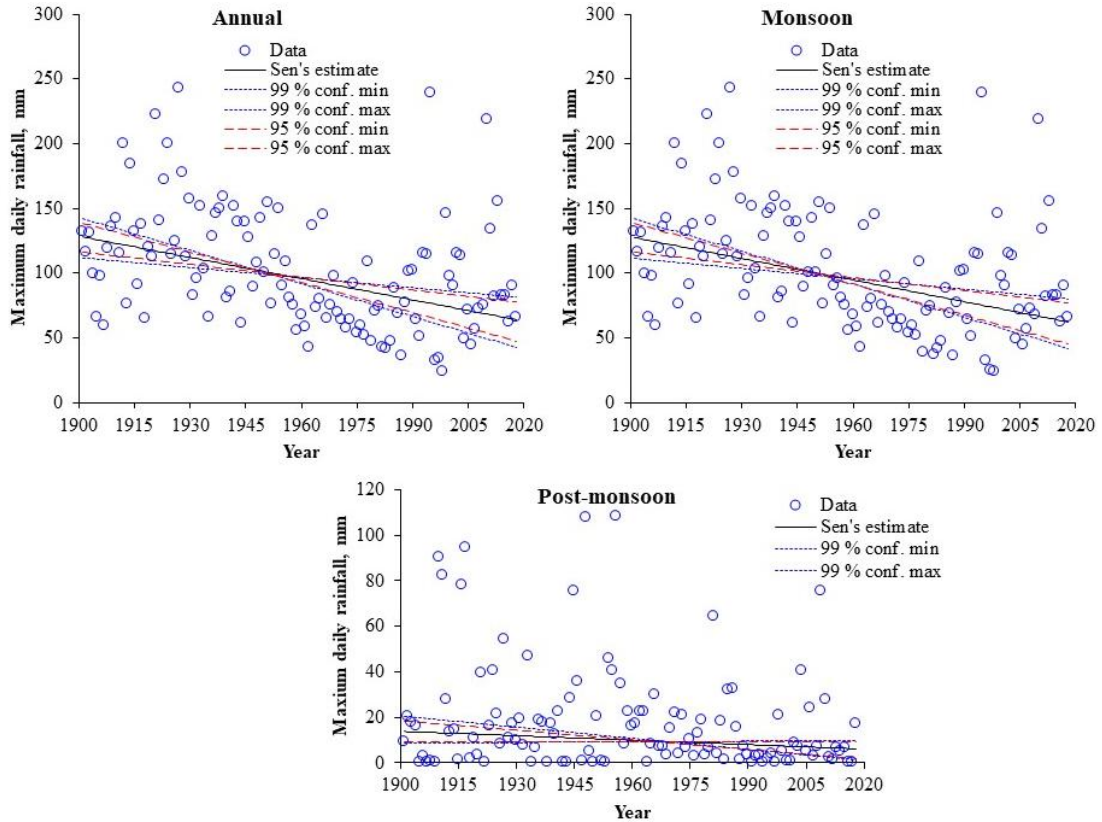 Annual
Data
Sen's estimate
99 % conf. min
99 % conf. max
95 % conf. min
95 % conf. max
300
250
200
150
100
50
0
Maximum daily rainfall, mm
1900 1915 1930 1945 1960 1975 1990 2005 2020
Year
Monsoon
Data
Sen's estimate
99 % conf. min
99 % conf. max
95 % conf. min
95 % conf. max
300
250
200
150
100
50
0
Maximum daily rainfall, mm
1900 1915 1930 1945 1960 1975 1990 2005 2020
Year
Post-monsoon
Data
Sen's estimate
99 % conf. min
99 % conf. max
120
100
80
60
40
20
0
Maxium daily rainfall, mm
1900 1915 1930 1945 1960 1975 1990 2005 2020
Year